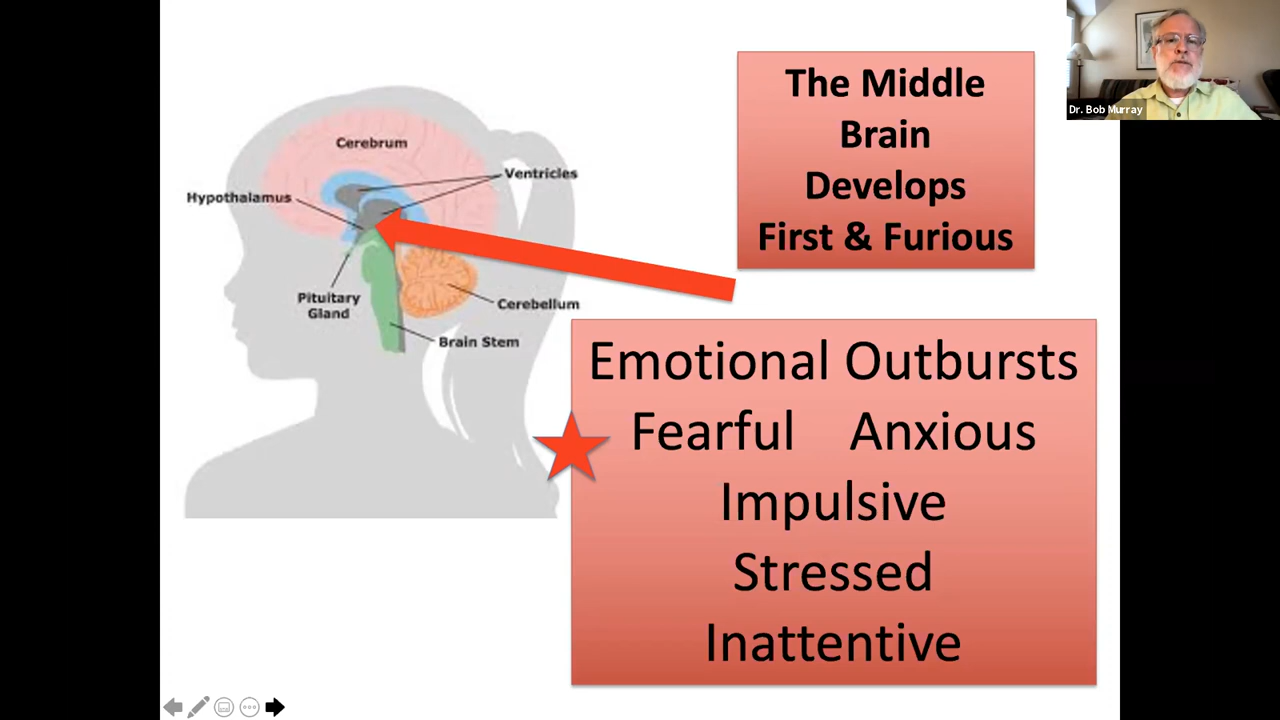 The Middle
Brain
Develops
First & Furious
Dr. Bob Murray
Cerebrum
Ventricles
Hypothalamus
Pituitary
Gland
Cerebellum
Brain Stem
Emotional Outbursts
Fearful Anxious
Impulsive
Stressed
Inattentive